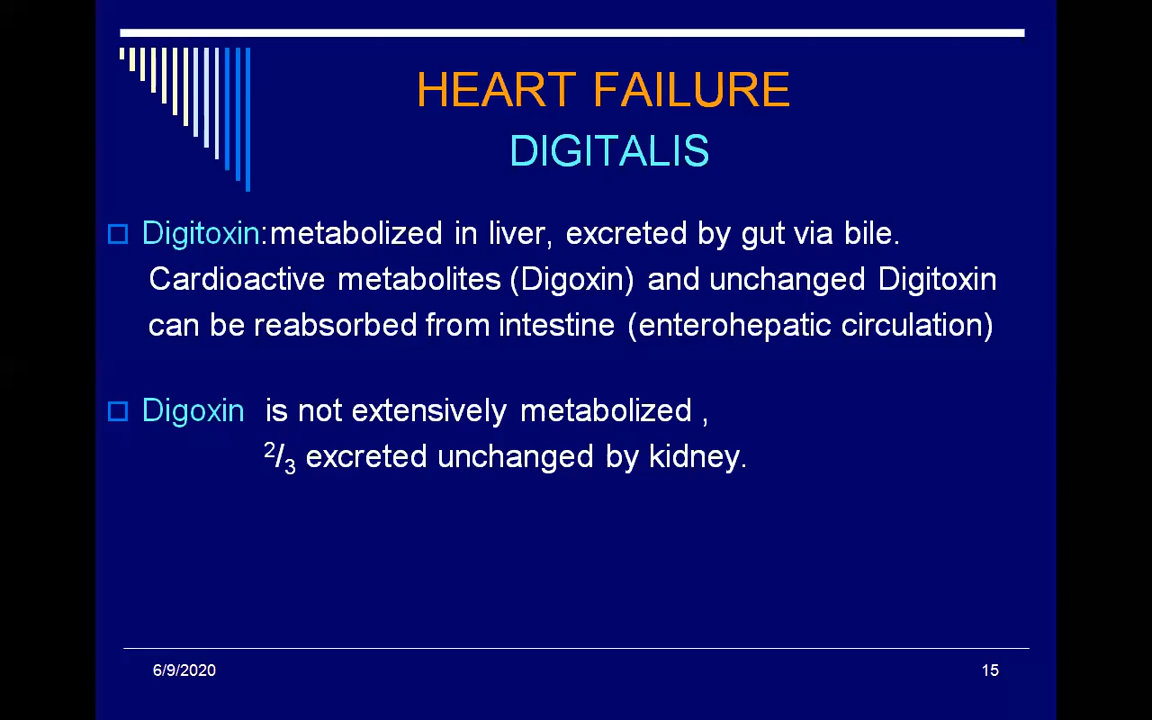 HEART FAILURE
DIGITALIS
Digitoxin:metabolized in liver, excreted by gut via bile.
Cardioactive metabolites (Digoxin) and unchanged Digitoxin
can be reabsorbed from intestine (enterohepatic circulation)
Digoxin is not extensively metabolized ,
2/3 excreted unchanged by kidney.
6/9/2020
15